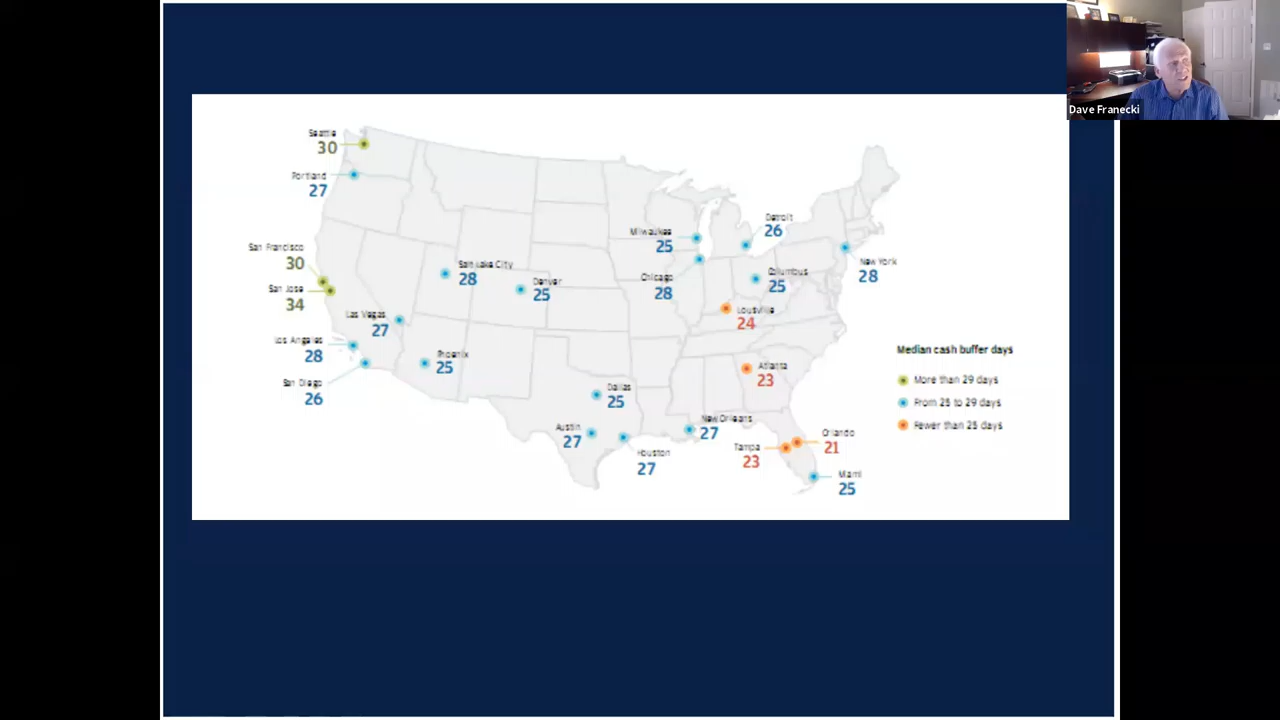 Dave Franecki
Seattle
30
Portland
27
San Francisco
30
San Jose
34
Las Vegas
27
Los Angeles
28
San Diego
26
Salt Lake City
28
Denver
25
Phoenix
25
Milwaukee
25
Chicago
28
Detroit
26
Columbus
25
New York
28
Louisville
24
Atlanta
23
Dallas
25
Austin
27
Houston
27
New Orleans
27
Tampa
23
Orlando
21
Miami
25
Median cash buffer days
More than 29 days
From 25 to 29 days
Fewer than 25 days